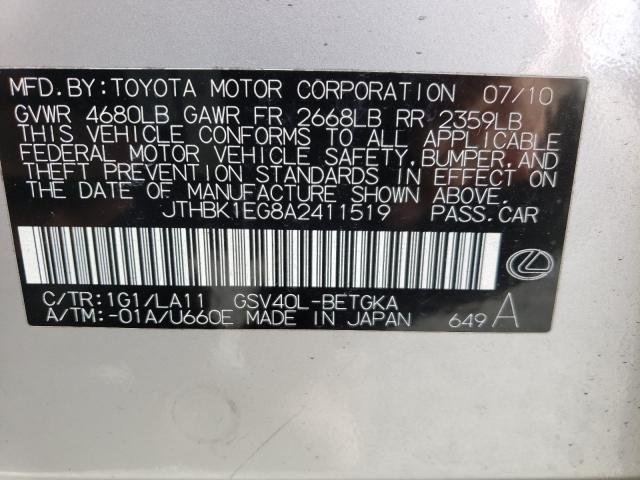 MFD.BY:TOYOTA MOTOR CORPORATION 07/10
GVWR 4680LB GAWR FR 2668LB RR 2359LB
THIS VEHICLE CONFORMS TO ALL APPLICABLE
FEDERAL MOTOR VEHICLE SAFETY, BUMPER, AND
THEFT PREVENTION STANDARDS IN EFFECT ON
THE DATE OF MANUFACTURE SHOWN ABOVE.
JTHBK1EG8A2411519 PASS.CAR
C/TR:1G1/LA11 GSV40L-BETGKA
A/TM:-01A/U660E MADE IN JAPAN 649 A